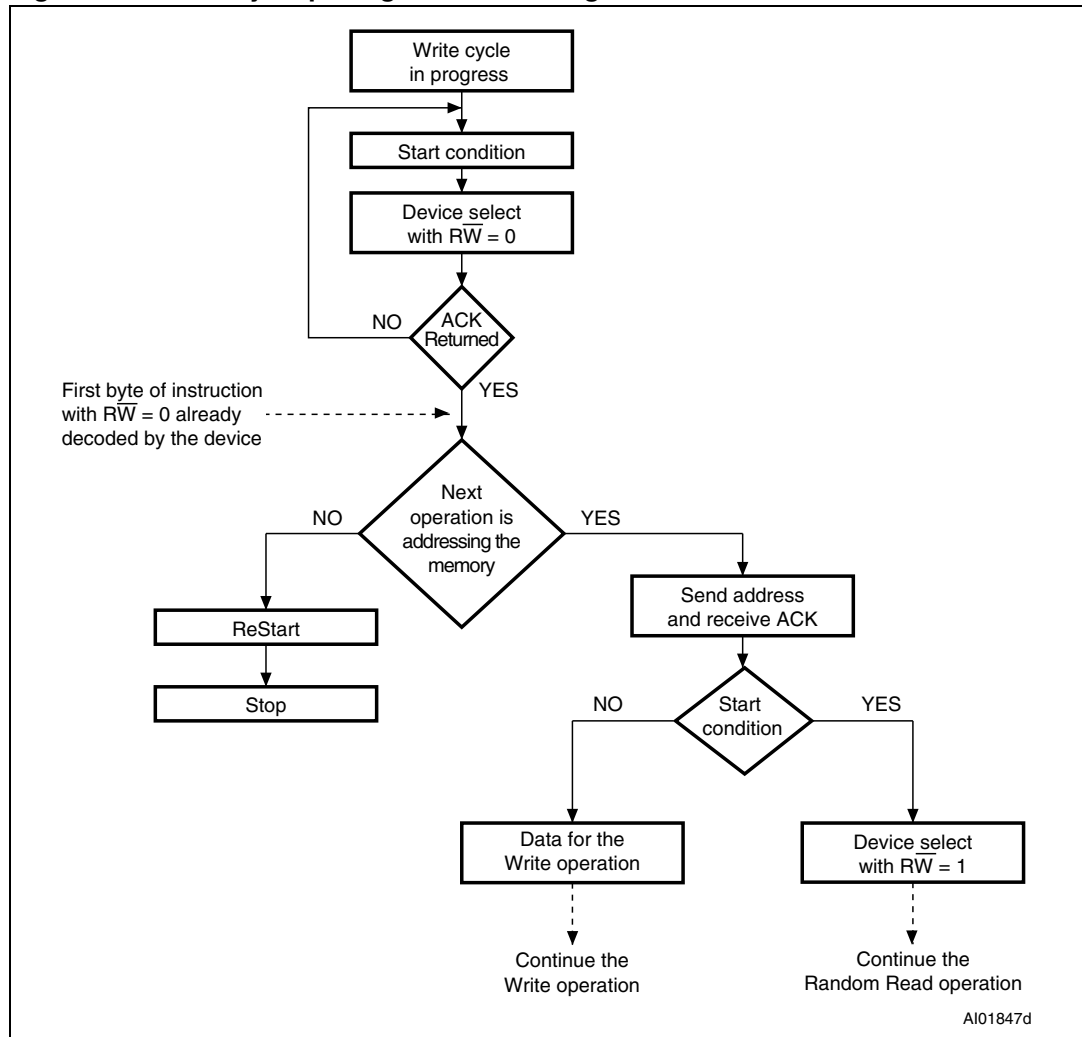 Write cycle
in progress
Start condition
Device select
with RW̅ = 0
NO
ACK
Returned
YES
First byte of instruction
with RW̅ = 0 already
decoded by the device
NO
Next
operation is
addressing the
memory
YES
Send address
and receive ACK
ReStart
Stop
NO
Start
condition
YES
Data for the
Write operation
Device select
with RW̅ = 1
Continue the
Write operation
Continue the
Random Read operation
AI01847d